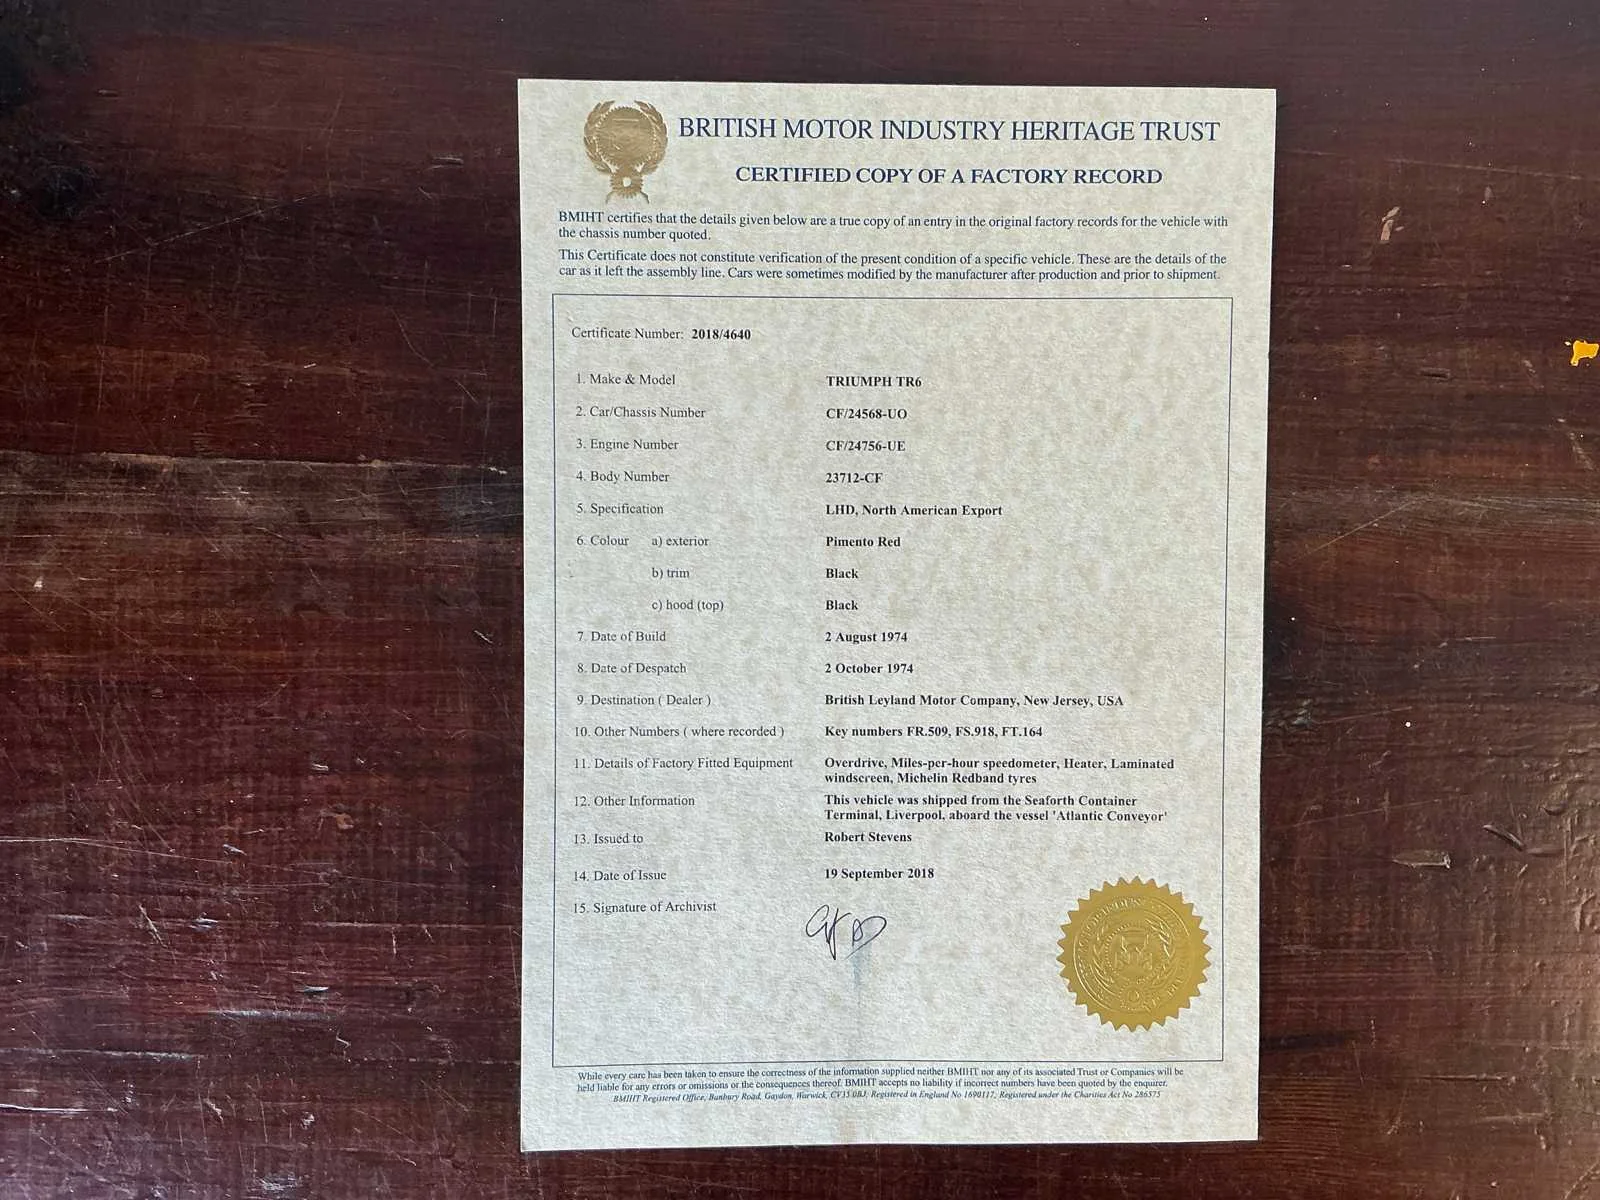 BRITISH MOTOR INDUSTRY HERITAGE TRUST
CERTIFIED COPY OF A FACTORY RECORD
BMIHT certifies that the details given below are a true copy of an entry in the original factory records for the vehicle with
the chassis number quoted.
This Certificate does not constitute verification of the present condition of a specific vehicle. These are the details of the
car as it left the assembly line. Cars were sometimes modified by the manufacturer after production and prior to shipment.
Certificate Number: 2018/4640
1. Make & Model TRIUMPH TR6
2. Car/Chassis Number CF/24568-UO
3. Engine Number CF/24756-UE
4. Body Number 23712-CF
5. Specification LHD, North American Export
6. Colour a) exterior Pimento Red
b) trim Black
c) hood (top) Black
7. Date of Build 2 August 1974
8. Date of Despatch 2 October 1974
9. Destination ( Dealer ) British Leyland Motor Company, New Jersey, USA
10. Other Numbers ( where recorded ) Key numbers FR.509, FS.918, FT.164
11. Details of Factory Fitted Equipment Overdrive, Miles-per-hour speedometer, Heater, Laminated
windscreen, Michelin Redband tyres
12. Other Information This vehicle was shipped from the Seaforth Container
Terminal, Liverpool, aboard the vessel 'Atlantic Conveyor'
13. Issued to Robert Stevens
14. Date of Issue 19 September 2018
15. Signature of Archivist
While every care has been taken to ensure the correctness of the information supplied neither BMIHT nor any of its associated Trust or Companies will be
held liable for any errors or omissions or the consequences thereof. BMIHT accepts no liability if incorrect numbers have been quoted by the enquirer.
BMIHT Registered Office, Banbury Road, Gaydon, Warwick, CV35 0BJ; Registered in England No 1690117; Registered under the Charities Act No 286575